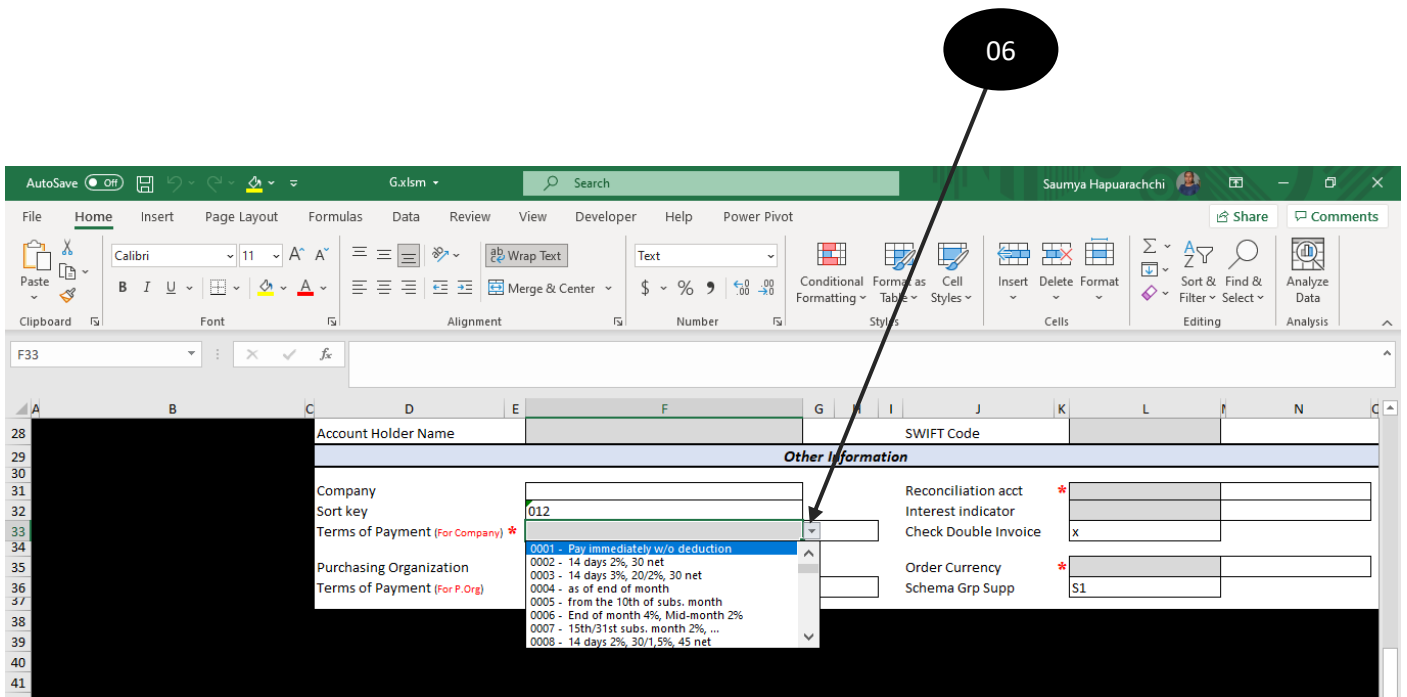 06
AutoSave Off G.xlsm Search Saumya Hapuarachchi
File Home Insert Page Layout Formulas Data Review View Developer Help Power Pivot Share Comments
Paste Calibri 11 A A ab Wrap Text Text Conditional Formatting Format as Table Cell Styles Insert Delete Format Sort & Filter Find & Select Analyze Data
B I U A Merge & Center $ % 9 .00 .00
Clipboard Font Alignment Number Styles Cells Editing Analysis
F33 fx
A B C D E F G H I J K L N
28 Account Holder Name SWIFT Code
29 Other Information
30
31 Company Reconciliation acct *
32 Sort key 012 Interest indicator
33 Terms of Payment (For Company) * Check Double Invoice x
34 0001 - Pay immediately w/o deduction
0002 - 14 days 2%, 30 net
35 Purchasing Organization 0003 - 14 days 3%, 20/2%, 30 net Order Currency *
0004 - as of end of month
36 Terms of Payment (For P.Org) 0005 - from the 10th of subs. month Schema Grp Supp S1
37 0006 - End of month 4%, Mid-month 2%
38 0007 - 15th/31st subs. month 2%, ...
39 0008 - 14 days 2%, 30/1,5%, 45 net
40
41